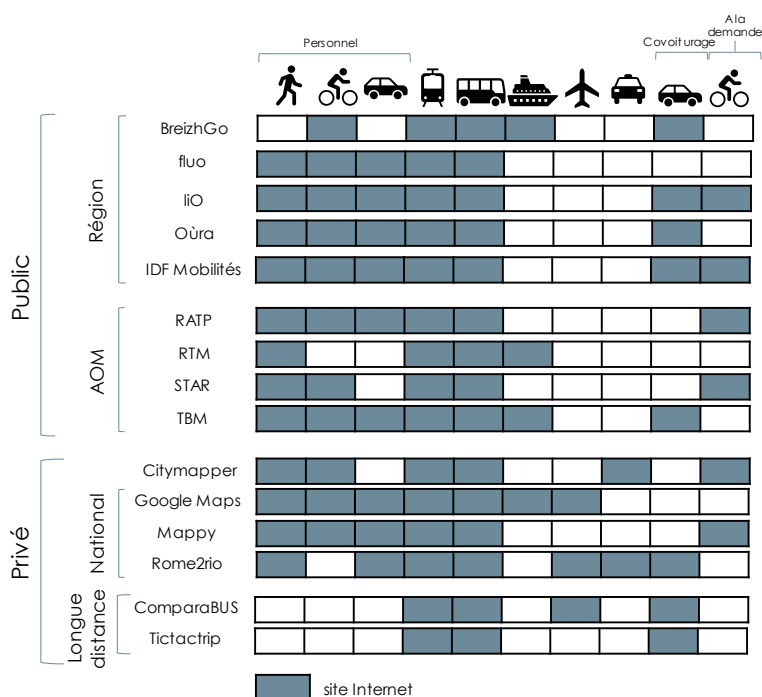 A la
demande
Personnel
Covoiturage
BreizhGo
fluo
liO
Oùra
IDF Mobilités
Région
RATP
RTM
STAR
TBM
AOM
Public
Citymapper
Google Maps
Mappy
Rome2rio
National
ComparaBUS
Tictactrip
Longue
distance
Privé
site Internet